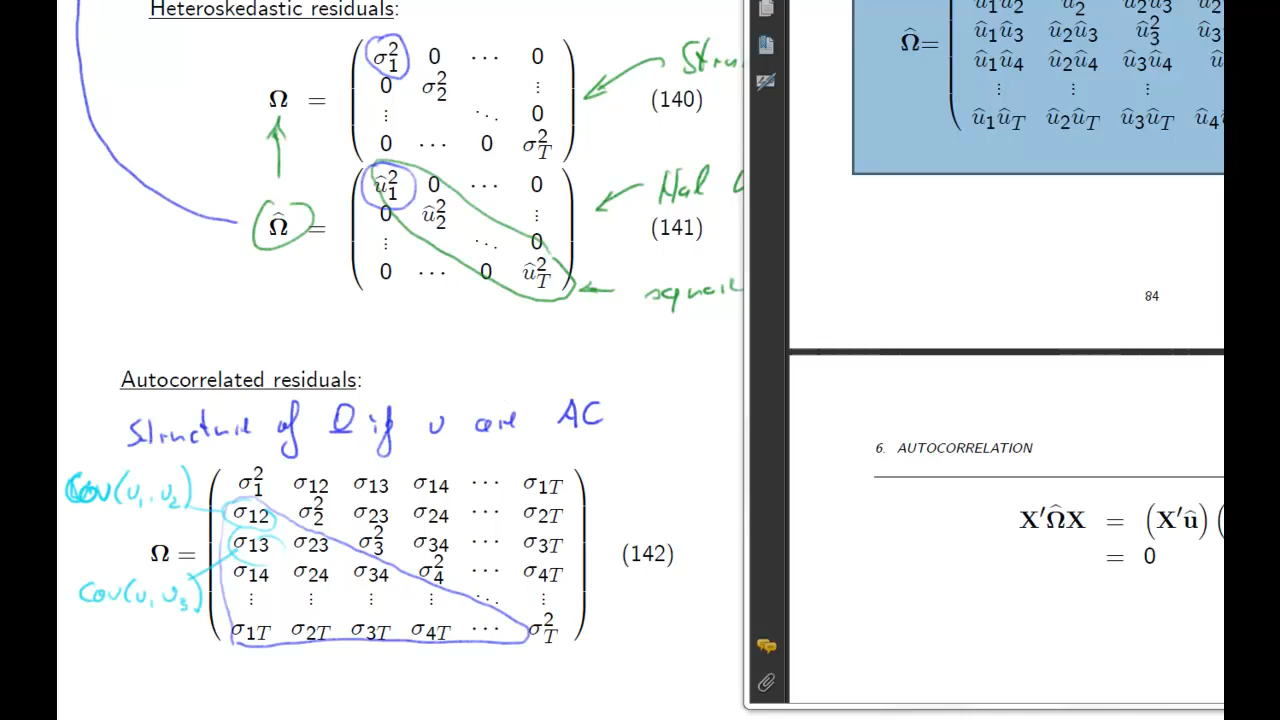 Heteroskedastic residuals:
σ₁² 0 ⋯ 0
0 σ₂² ⋮
Ω = (140)
⋮ ⋱ 0
0 ⋯ 0 σ_T²
û₁² 0 ⋯ 0
0 û₂² ⋮
Ω̂ = (141)
⋮ ⋱ 0
0 ⋯ 0 û_T²
Autocorrelated residuals:
Structure of Ω if u are AC
Cov(u₁, u₂)
σ₁² σ₁₂ σ₁₃ σ₁₄ ⋯ σ₁T
σ₁₂ σ₂² σ₂₃ σ₂₄ ⋯ σ₂T
σ₁₃ σ₂₃ σ₃² σ₃₄ ⋯ σ₃T
Ω = (142)
σ₁₄ σ₂₄ σ₃₄ σ₄² ⋯ σ₄T
⋮ ⋮ ⋮ ⋮ ⋱ ⋮
σ₁T σ₂T σ₃T σ₄T ⋯ σ_T²
Cov(u₁ u₃)
û₁û₂ û₂² û₂û₃
û₁û₃ û₂û₃ û₃²
Ω̂=
û₁û₄ û₂û₄ û₃û₄
⋮ ⋮ ⋮
û₁û_T û₂û_T û₃û_T
84
6. AUTOCORRELATION
X′Ω̂X = (X′û)(
= 0